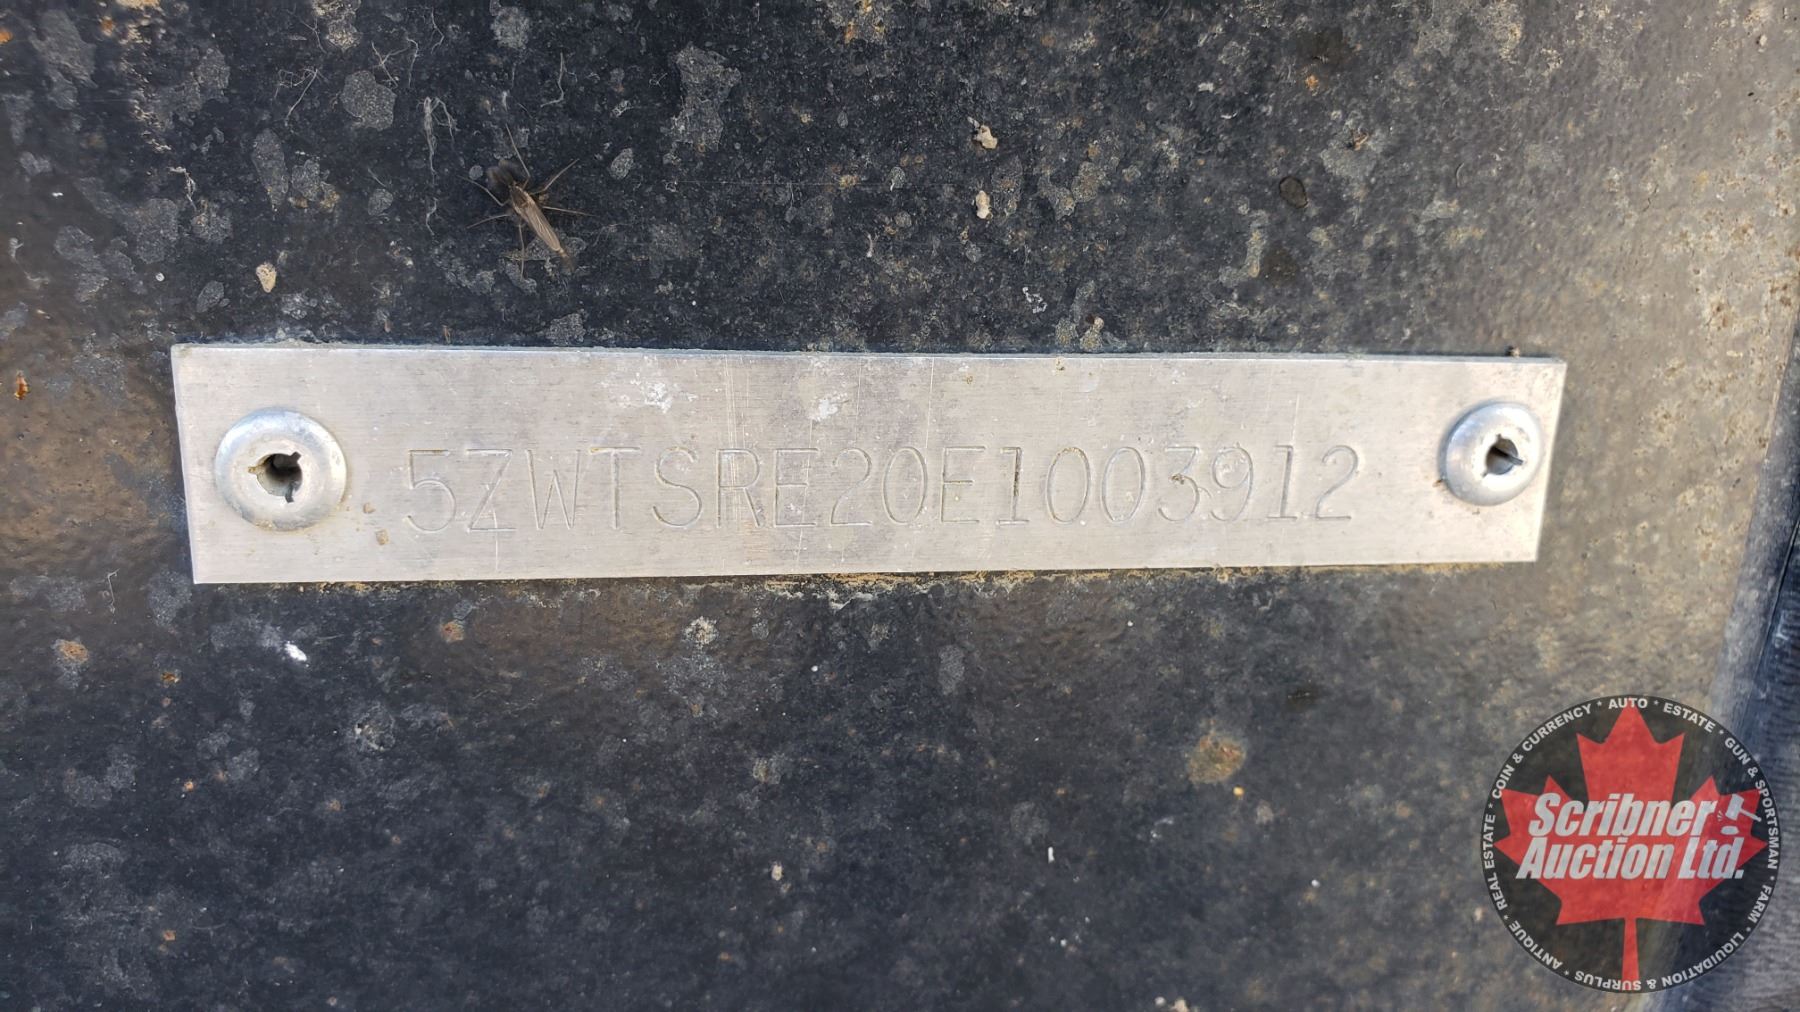 5ZWTSRE20E1003912
COIN & CURRENCY * AUTO * ESTATE * GUN & SPORTSMAN * FARM * LIQUIDATION & SURPLUS * ANTIQUE * REAL ESTATE *
Scribner
Auction Ltd.